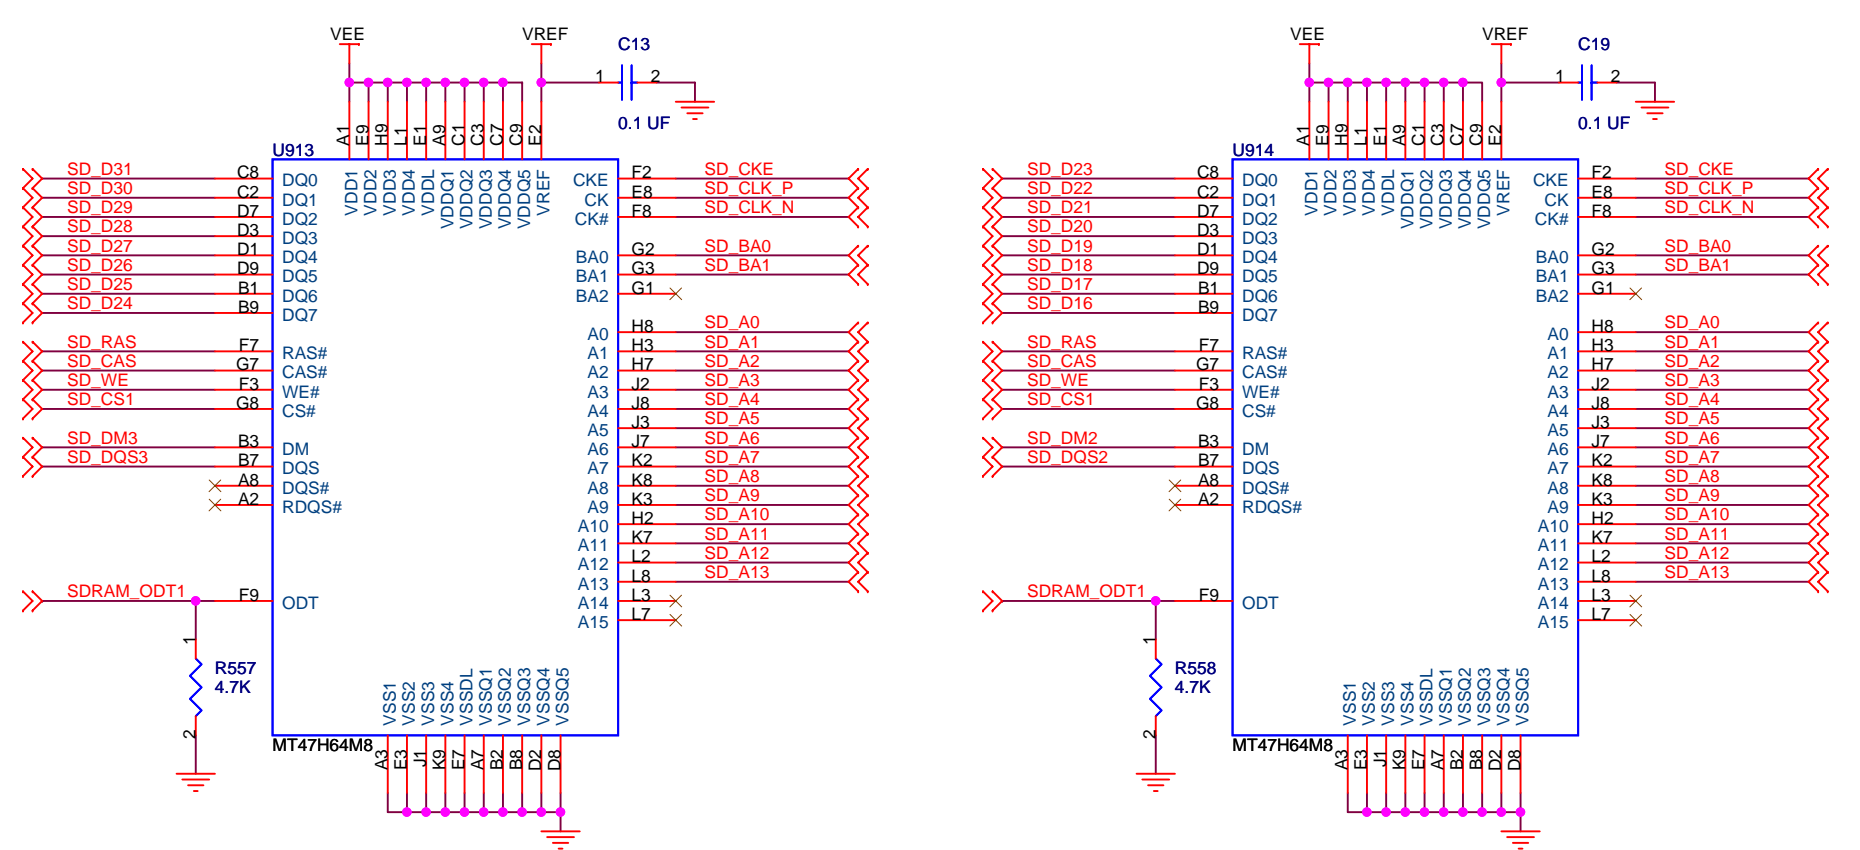 VEE
VREF
C13
1
2
0.1 UF
A1
E9
H9
L1
E1
A9
C1
C3
C7
C9
E2
U913
VDD1
VDD2
VDD3
VDD4
VDDL
VDDQ1
VDDQ2
VDDQ3
VDDQ4
VDDQ5
VREF
SD_D31 C8 DQ0
SD_D30 C2 DQ1
SD_D29 D7 DQ2
SD_D28 D3 DQ3
SD_D27 D1 DQ4
SD_D26 D9 DQ5
SD_D25 B1 DQ6
SD_D24 B9 DQ7
SD_RAS F7 RAS#
SD_CAS G7 CAS#
SD_WE F3 WE#
SD_CS1 G8 CS#
SD_DM3 B3 DM
SD_DQS3 B7 DQS
A8 DQS#
A2 RDQS#
SDRAM_ODT1 F9 ODT
1
R557
4.7K
2
CKE F2 SD_CKE
CK E8 SD_CLK_P
CK# F8 SD_CLK_N
BA0 G2 SD_BA0
BA1 G3 SD_BA1
BA2 G1
A0 H8 SD_A0
A1 H3 SD_A1
A2 H7 SD_A2
A3 J2 SD_A3
A4 J8 SD_A4
A5 J3 SD_A5
A6 J7 SD_A6
A7 K2 SD_A7
A8 K8 SD_A8
A9 K3 SD_A9
A10 H2 SD_A10
A11 K7 SD_A11
A12 L2 SD_A12
A13 L8 SD_A13
A14 L3
A15 L7
VSS1
VSS2
VSS3
VSS4
VSSDL
VSSQ1
VSSQ2
VSSQ3
VSSQ4
VSSQ5
MT47H64M8
A3
E3
J1
K9
E7
A7
B2
B8
D2
D8
VEE
VREF
C19
1
2
0.1 UF
A1
E9
H9
L1
E1
A9
C1
C3
C7
C9
E2
U914
VDD1
VDD2
VDD3
VDD4
VDDL
VDDQ1
VDDQ2
VDDQ3
VDDQ4
VDDQ5
VREF
SD_D23 C8 DQ0
SD_D22 C2 DQ1
SD_D21 D7 DQ2
SD_D20 D3 DQ3
SD_D19 D1 DQ4
SD_D18 D9 DQ5
SD_D17 B1 DQ6
SD_D16 B9 DQ7
SD_RAS F7 RAS#
SD_CAS G7 CAS#
SD_WE F3 WE#
SD_CS1 G8 CS#
SD_DM2 B3 DM
SD_DQS2 B7 DQS
A8 DQS#
A2 RDQS#
SDRAM_ODT1 F9 ODT
1
R558
4.7K
2
CKE F2 SD_CKE
CK E8 SD_CLK_P
CK# F8 SD_CLK_N
BA0 G2 SD_BA0
BA1 G3 SD_BA1
BA2 G1
A0 H8 SD_A0
A1 H3 SD_A1
A2 H7 SD_A2
A3 J2 SD_A3
A4 J8 SD_A4
A5 J3 SD_A5
A6 J7 SD_A6
A7 K2 SD_A7
A8 K8 SD_A8
A9 K3 SD_A9
A10 H2 SD_A10
A11 K7 SD_A11
A12 L2 SD_A12
A13 L8 SD_A13
A14 L3
A15 L7
VSS1
VSS2
VSS3
VSS4
VSSDL
VSSQ1
VSSQ2
VSSQ3
VSSQ4
VSSQ5
MT47H64M8
A3
E3
J1
K9
E7
A7
B2
B8
D2
D8